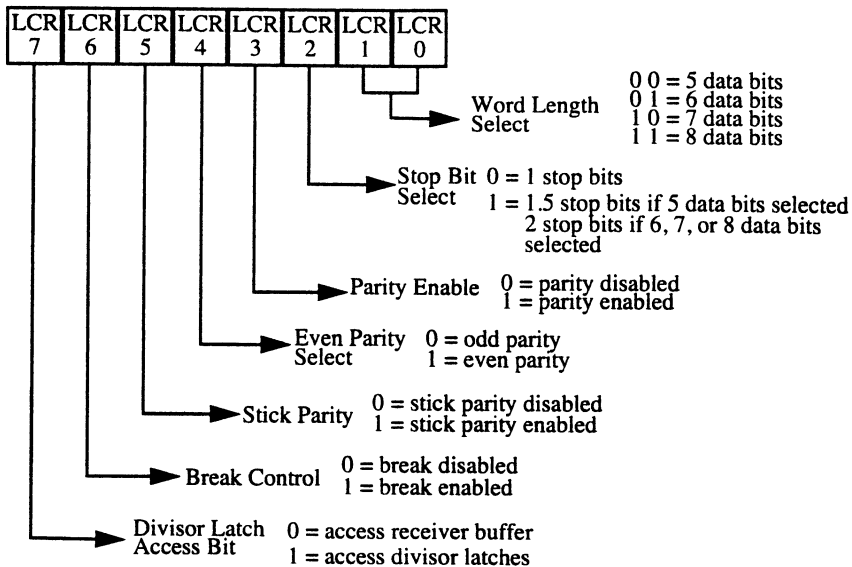 LCR 7 LCR 6 LCR 5 LCR 4 LCR 3 LCR 2 LCR 1 LCR 0
Word Length
Select
0 0 = 5 data bits
0 1 = 6 data bits
1 0 = 7 data bits
1 1 = 8 data bits
Stop Bit
Select
0 = 1 stop bits
1 = 1.5 stop bits if 5 data bits selected
2 stop bits if 6, 7, or 8 data bits
selected
Parity Enable
0 = parity disabled
1 = parity enabled
Even Parity
Select
0 = odd parity
1 = even parity
Stick Parity
0 = stick parity disabled
1 = stick parity enabled
Break Control
0 = break disabled
1 = break enabled
Divisor Latch
Access Bit
0 = access receiver buffer
1 = access divisor latches